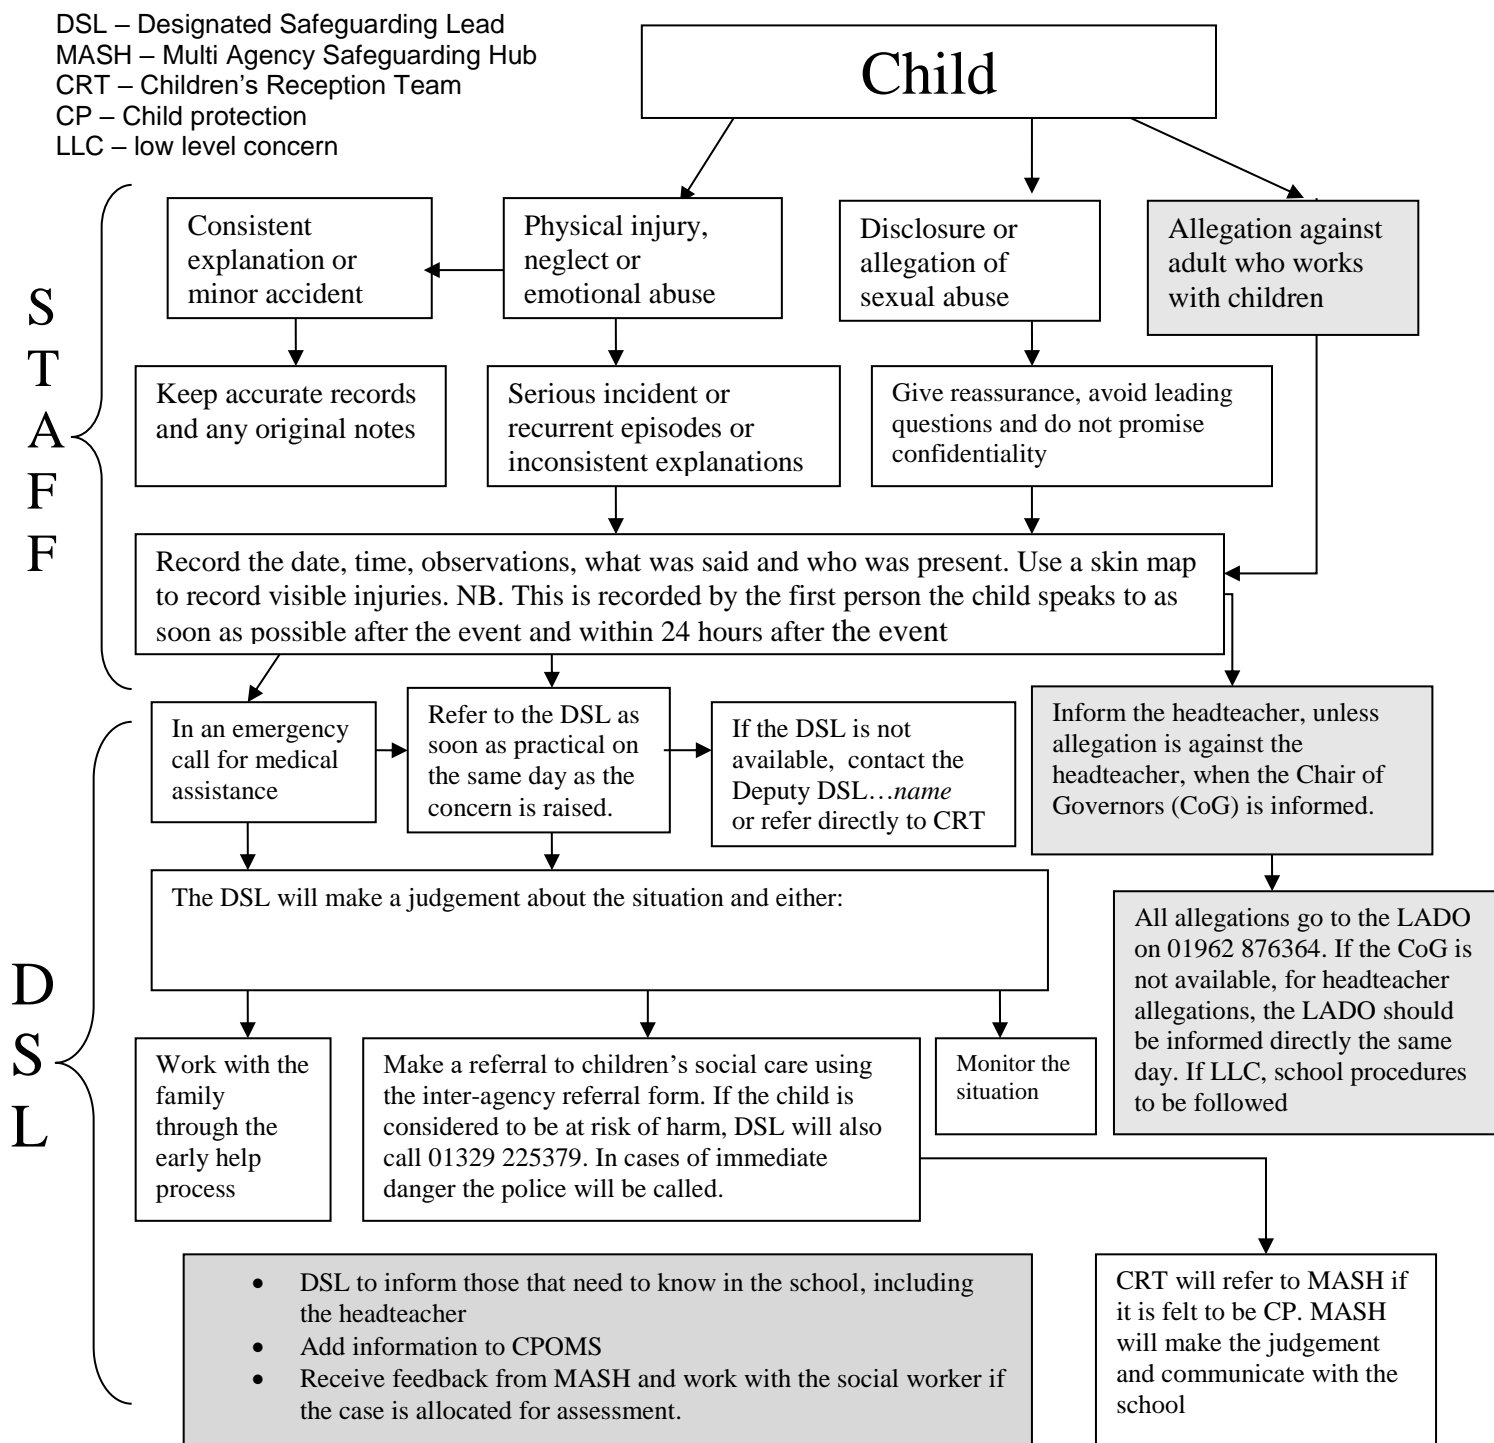 DSL – Designated Safeguarding Lead
MASH – Multi Agency Safeguarding Hub
CRT – Children's Reception Team
CP – Child protection
LLC – low level concern
Child
S
T
A
F
F
Consistent
explanation or
minor accident
Physical injury,
neglect or
emotional abuse
Disclosure or
allegation of
sexual abuse
Allegation against
adult who works
with children
Keep accurate records
and any original notes
Serious incident or
recurrent episodes or
inconsistent explanations
Give reassurance, avoid leading
questions and do not promise
confidentiality
Record the date, time, observations, what was said and who was present. Use a skin map
to record visible injuries. NB. This is recorded by the first person the child speaks to as
soon as possible after the event and within 24 hours after the event
D
S
L
In an emergency
call for medical
assistance
Refer to the DSL as
soon as practical on
the same day as the
concern is raised.
If the DSL is not
available, contact the
Deputy DSL…name
or refer directly to CRT
Inform the headteacher, unless
allegation is against the
headteacher, when the Chair of
Governors (CoG) is informed.
The DSL will make a judgement about the situation and either:
All allegations go to the LADO
on 01962 876364. If the CoG is
not available, for headteacher
allegations, the LADO should
be informed directly the same
day. If LLC, school procedures
to be followed
Work with the
family
through the
early help
process
Make a referral to children's social care using
the inter-agency referral form. If the child is
considered to be at risk of harm, DSL will also
call 01329 225379. In cases of immediate
danger the police will be called.
Monitor the
situation
• DSL to inform those that need to know in the school, including
the headteacher
• Add information to CPOMS
• Receive feedback from MASH and work with the social worker if
the case is allocated for assessment.
CRT will refer to MASH if
it is felt to be CP. MASH
will make the judgement
and communicate with the
school